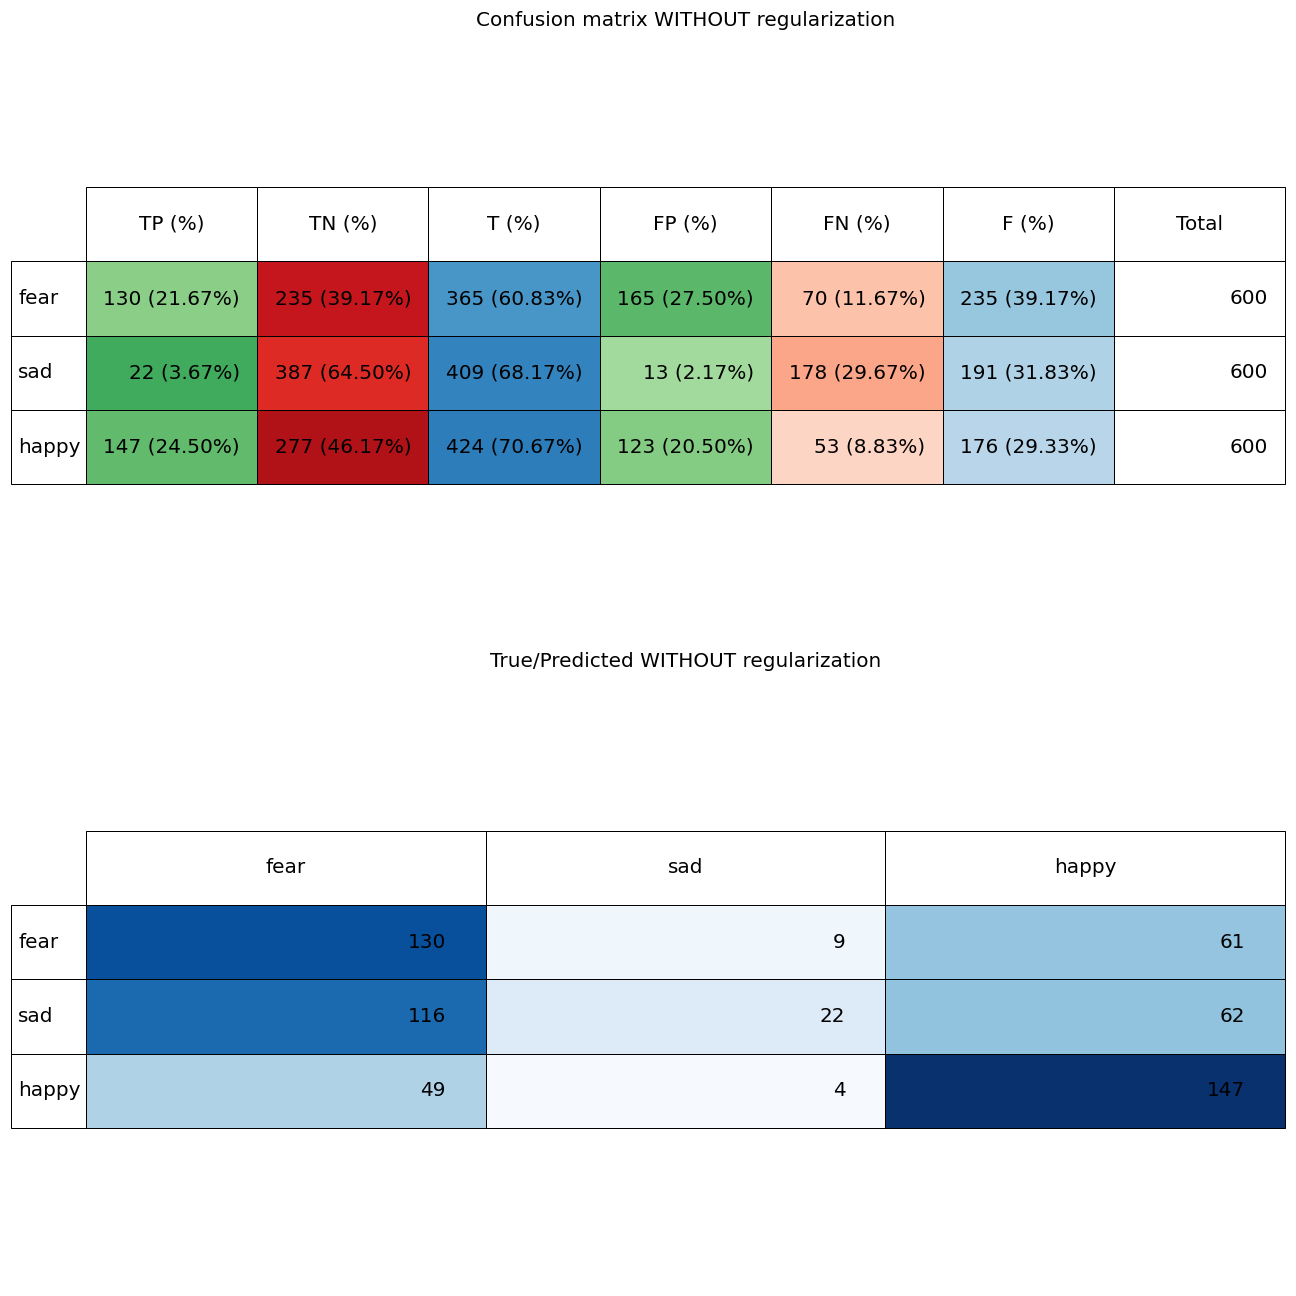 Confusion matrix WITHOUT regularization
TP (%) TN (%) T (%) FP (%) FN (%) F (%) Total
fear 130 (21.67%) 235 (39.17%) 365 (60.83%) 165 (27.50%) 70 (11.67%) 235 (39.17%) 600
sad 22 (3.67%) 387 (64.50%) 409 (68.17%) 13 (2.17%) 178 (29.67%) 191 (31.83%) 600
happy 147 (24.50%) 277 (46.17%) 424 (70.67%) 123 (20.50%) 53 (8.83%) 176 (29.33%) 600
True/Predicted WITHOUT regularization
fear sad happy
fear 130 9 61
sad 116 22 62
happy 49 4 147